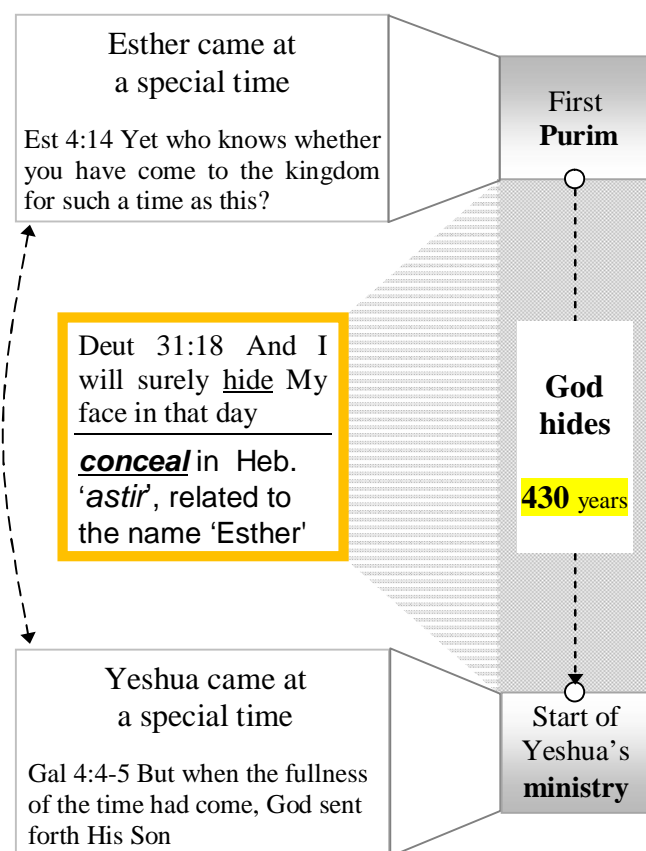 Esther came at
a special time
Est 4:14 Yet who knows whether
you have come to the kingdom
for such a time as this?
First
Purim
Deut 31:18 And I
will surely hide My
face in that day
conceal in Heb.
‘astir’, related to
the name ‘Esther'
God
hides
430 years
Yeshua came at
a special time
Gal 4:4-5 But when the fullness
of the time had come, God sent
forth His Son
Start of
Yeshua’s
ministry